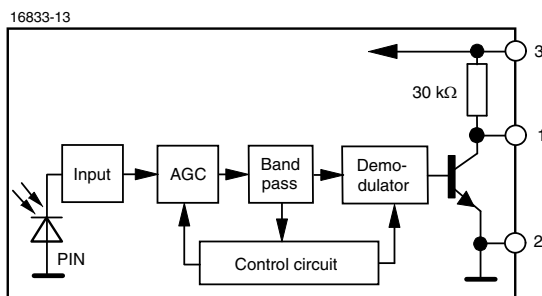 16833-13
3
30 kΩ
1
Input
AGC
Band
pass
Demo-
dulator
2
PIN
Control circuit